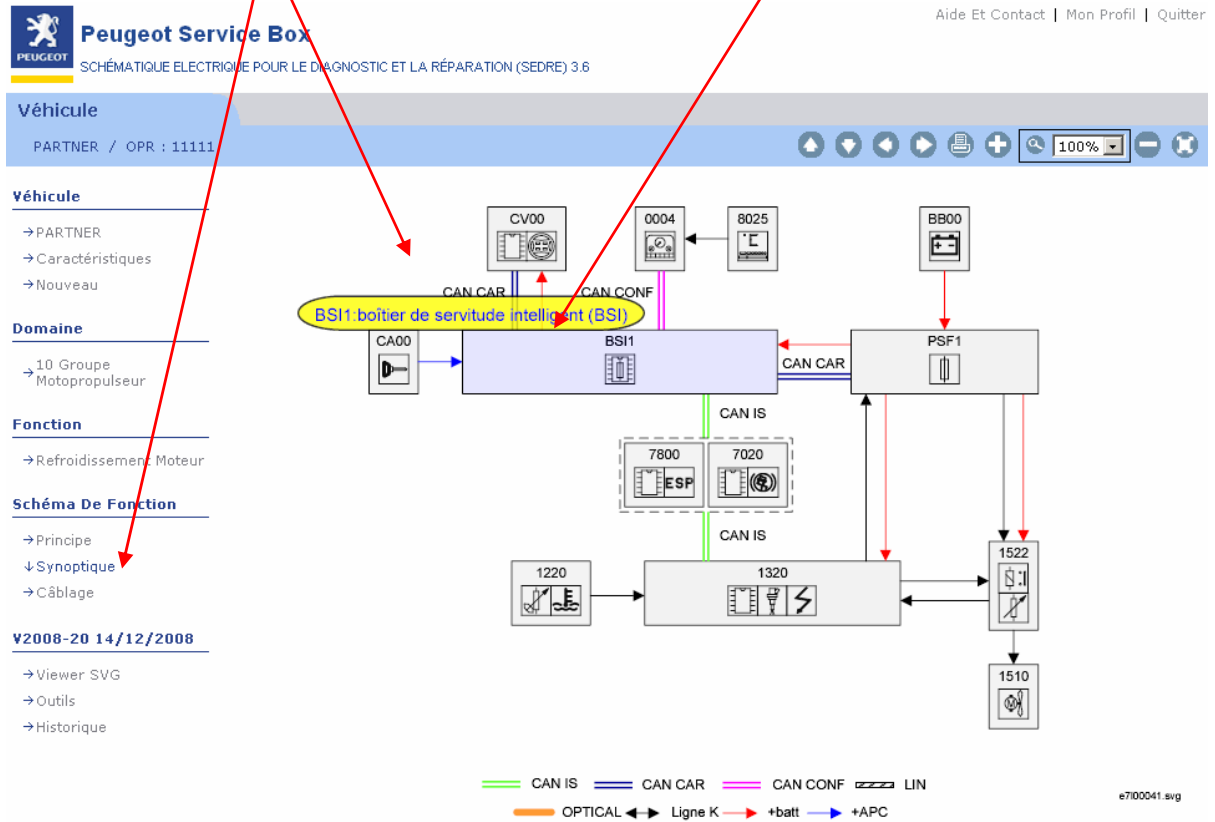 Aide Et Contact | Mon Profil | Quitter
PEUGEOT
Peugeot Service Box
SCHÉMATIQUE ELECTRIQUE POUR LE DIAGNOSTIC ET LA RÉPARATION (SEDRE) 3.6
Véhicule
PARTNER / OPR : 11111
100%
Véhicule
→PARTNER
→Caractéristiques
→Nouveau
Domaine
→10 Groupe
Motopropulseur
Fonction
→Refroidissement Moteur
Schéma De Fonction
→Principe
↓Synoptique
→Câblage
V2008-20 14/12/2008
→Viewer SVG
→Outils
→Historique
CV00
0004
8025
BB00
CAN CAR
CAN CONF
BSI1:boîtier de servitude intelligent (BSI)
CA00
BSI1
CAN CAR
PSF1
CAN IS
7800
7020
ESP
CAN IS
1220
1320
1522
1510
CAN IS
CAN CAR
CAN CONF
LIN
OPTICAL
Ligne K
+batt
+APC
e7l00041.svg